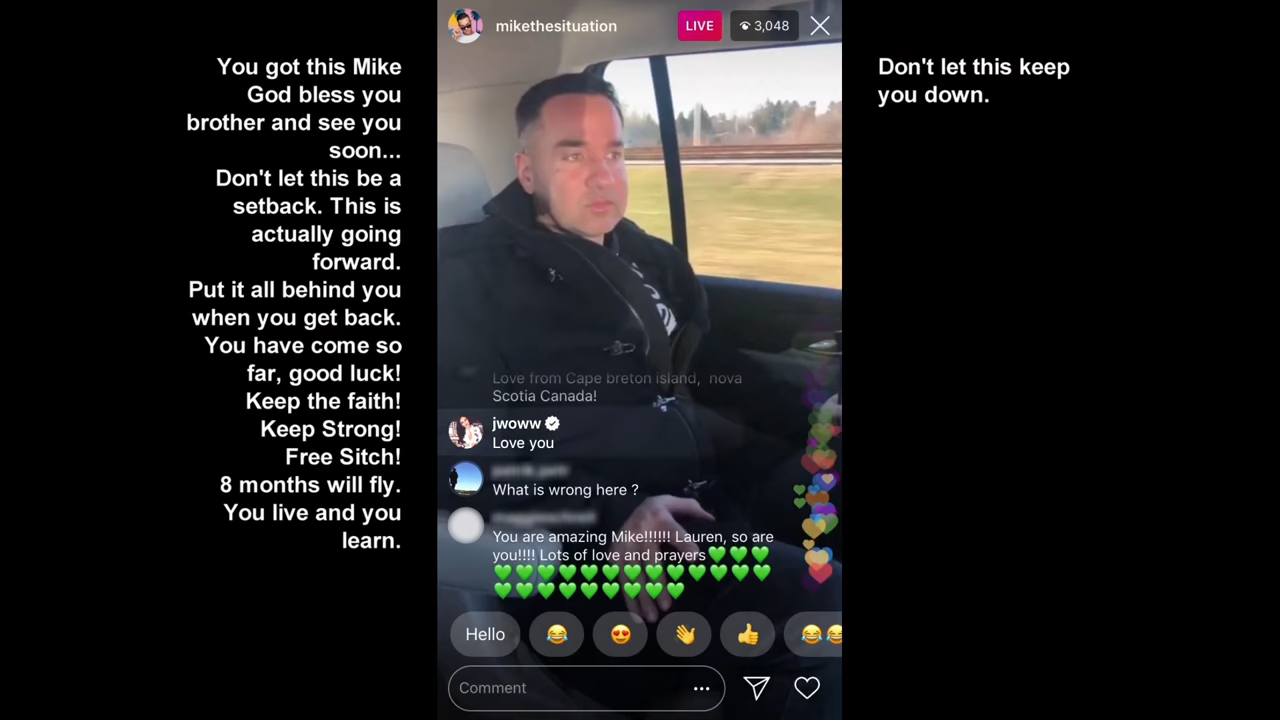 You got this Mike
God bless you
brother and see you
soon...
Don't let this be a
setback. This is
actually going
forward.
Put it all behind you
when you get back.
You have come so
far, good luck!
Keep the faith!
Keep Strong!
Free Sitch!
8 months will fly.
You live and you
learn.
mikethesituation
LIVE
3,048
Love from Cape breton island, nova
Scotia Canada!
jwoww
Love you
What is wrong here ?
You are amazing Mike!!!!!! Lauren, so are
you!!!! Lots of love and prayers💚💚💚
💚💚💚💚💚💚💚💚💚💚💚💚💚
💚💚💚💚💚💚💚💚💚
Hello
Comment
Don't let this keep
you down.